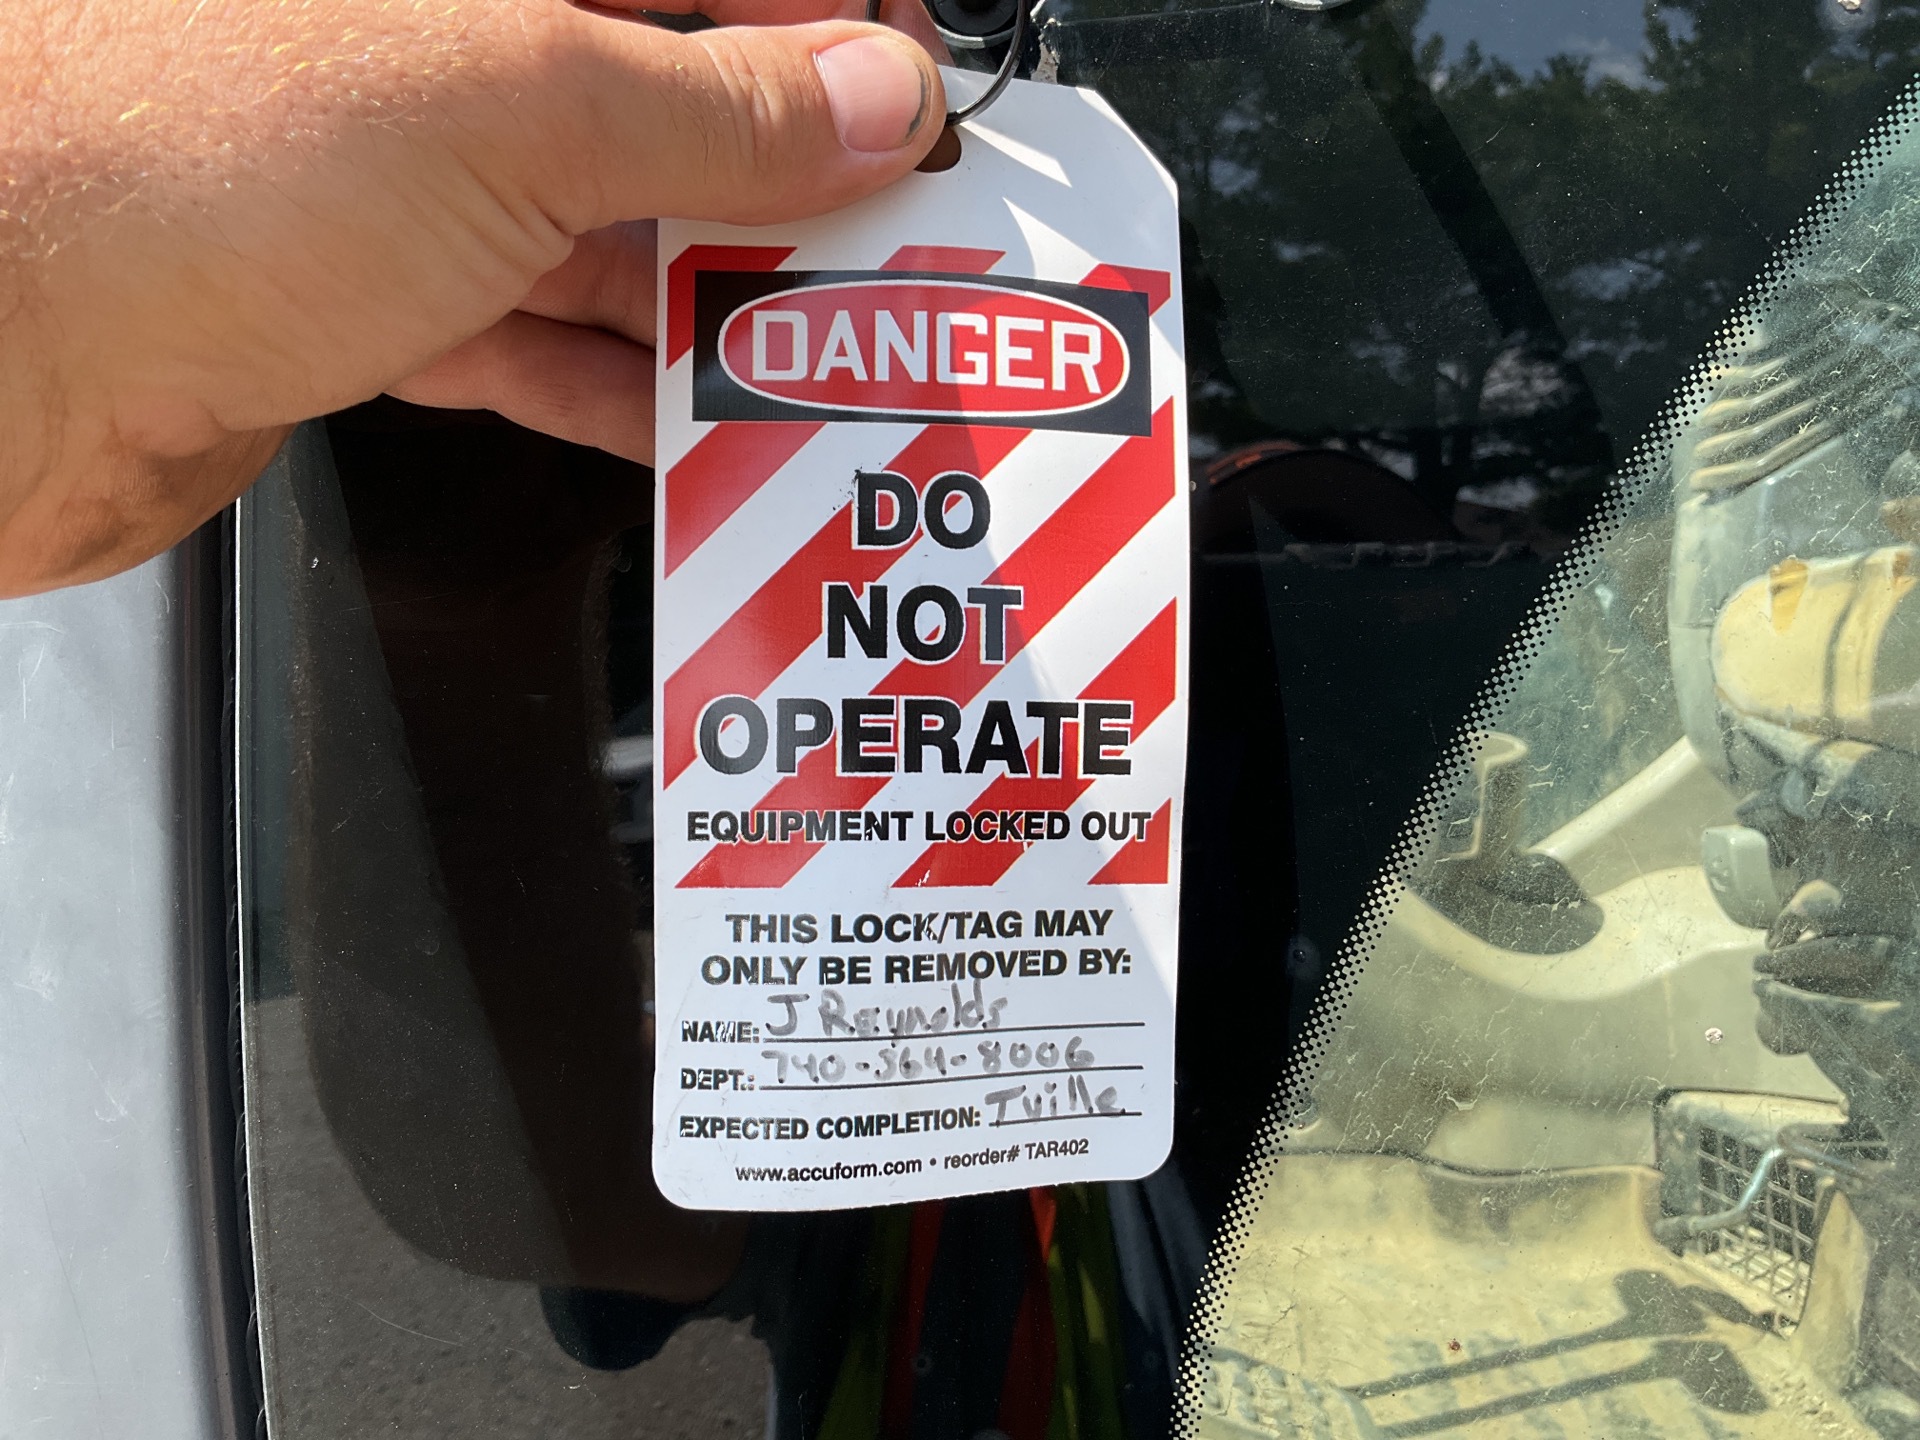 DANGER
DO
NOT
OPERATE
EQUIPMENT LOCKED OUT
THIS LOCK/TAG MAY
ONLY BE REMOVED BY:
NAME: J Reynolds
DEPT.: 740-564-8006
EXPECTED COMPLETION: Tville
www.accuform.com • reorder# TAR402